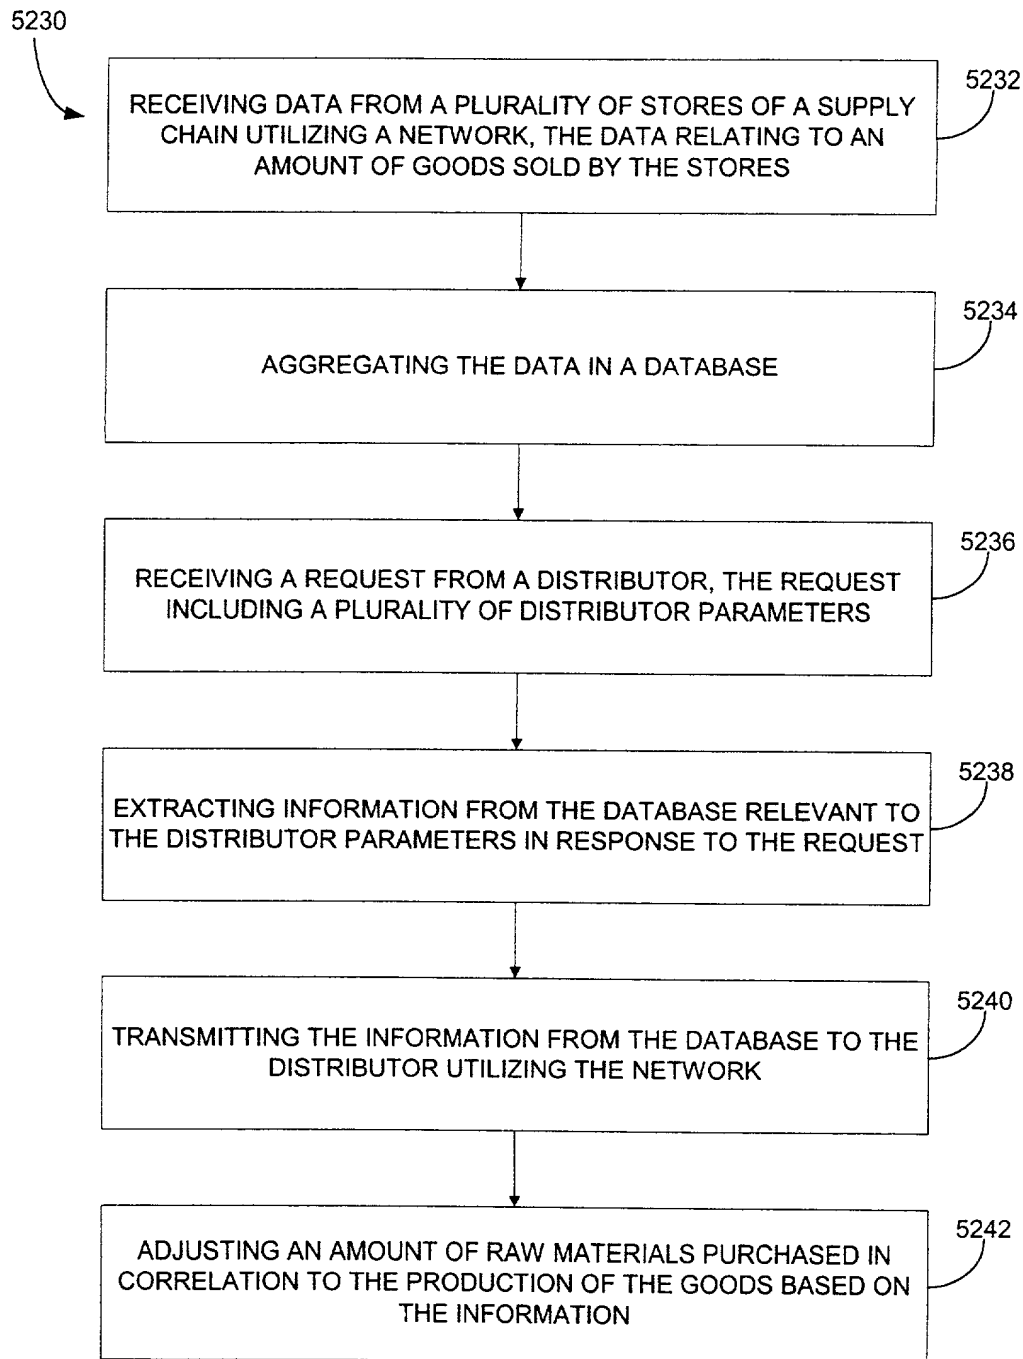 5230
RECEIVING DATA FROM A PLURALITY OF STORES OF A SUPPLY
CHAIN UTILIZING A NETWORK, THE DATA RELATING TO AN
AMOUNT OF GOODS SOLD BY THE STORES
5232
AGGREGATING THE DATA IN A DATABASE
5234
RECEIVING A REQUEST FROM A DISTRIBUTOR, THE REQUEST
INCLUDING A PLURALITY OF DISTRIBUTOR PARAMETERS
5236
EXTRACTING INFORMATION FROM THE DATABASE RELEVANT TO
THE DISTRIBUTOR PARAMETERS IN RESPONSE TO THE REQUEST
5238
TRANSMITTING THE INFORMATION FROM THE DATABASE TO THE
DISTRIBUTOR UTILIZING THE NETWORK
5240
ADJUSTING AN AMOUNT OF RAW MATERIALS PURCHASED IN
CORRELATION TO THE PRODUCTION OF THE GOODS BASED ON
THE INFORMATION
5242